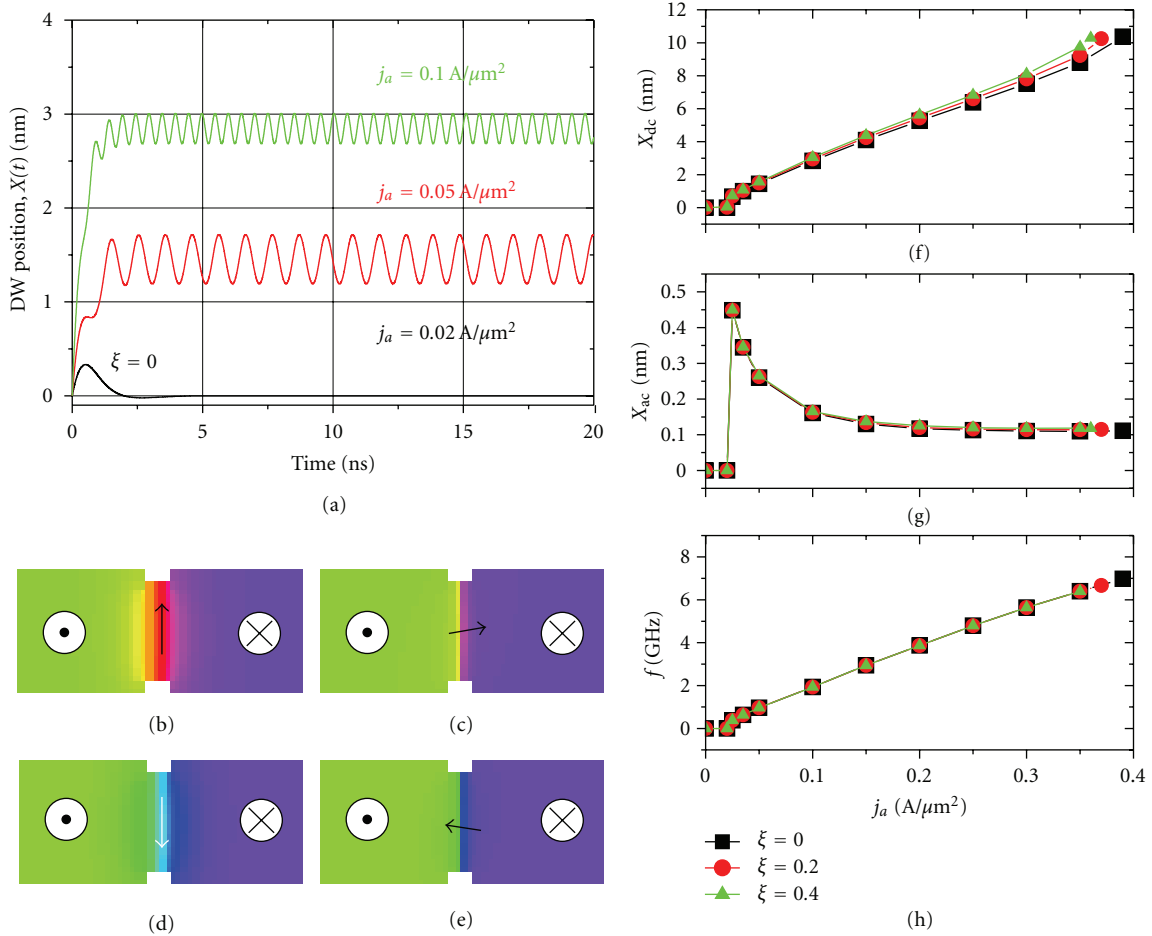 4
3
2
1
0
DW position, X(t) (nm)
j_a = 0.1 A/μm²
j_a = 0.05 A/μm²
j_a = 0.02 A/μm²
ξ = 0
0 5 10 15 20
Time (ns)
(a)
(b)
(c)
(d)
(e)
12
10
8
6
4
2
0
X_dc (nm)
(f)
0.5
0.4
0.3
0.2
0.1
0
X_ac (nm)
(g)
8
6
4
2
0
f (GHz)
0 0.1 0.2 0.3 0.4
j_a (A/μm²)
ξ = 0
ξ = 0.2
ξ = 0.4
(h)